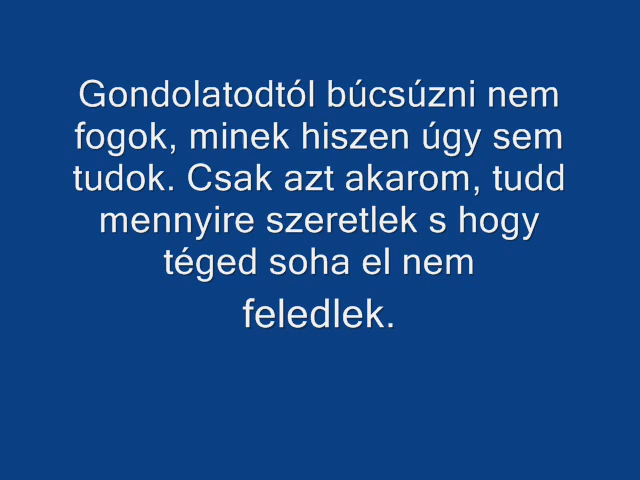 Gondolatodtól búcsúzni nem
fogok, minek hiszen úgy sem
tudok. Csak azt akarom, tudd
mennyire szeretlek s hogy
téged soha el nem
feledlek.